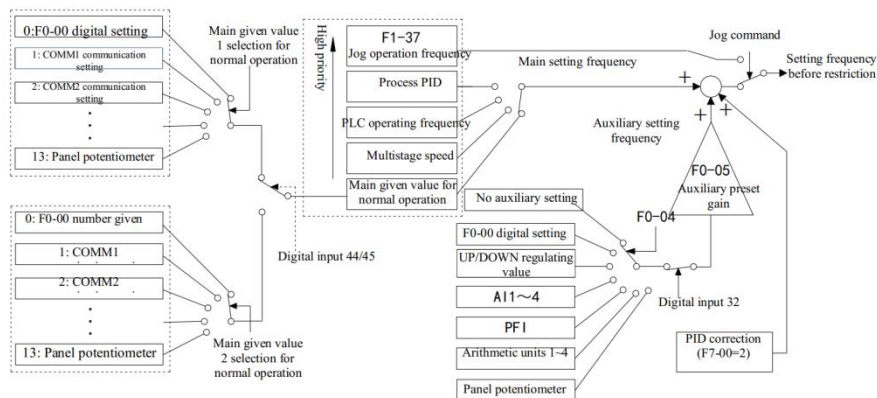 0:F0-00 digital setting
1: COMM1 communication
setting
2: COMM2 communication
setting
13: Panel potentiometer
Main given value
1 selection for
normal operation
0: F0-00 number given
1: COMM1
2: COMM2
13: Panel potentiometer
Main given value
2 selection for
normal operation
Digital input 44/45
High priority
F1-37
Jog operation frequency
Process PID
PLC operating frequency
Multistage speed
Main given value for
normal operation
Main setting frequency
Jog command
Setting frequency
before restriction
+
+
+
Auxiliary setting
frequency
F0-05
Auxiliary preset
gain
No auxiliary setting
F0-04
F0-00 digital setting
UP/DOWN regulating
value
AI1～4
PFI
Arithmetic units 1~4
Panel potentiometer
Digital input 32
PID correction
(F7-00=2)